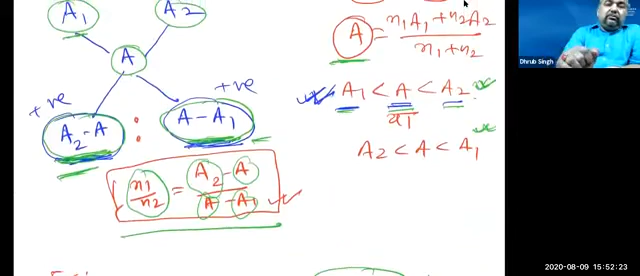 A1 A2
A
+ve +ve
A2 - A : A - A1
n1/n2 = (A2 - A)/(A - A1)
A = (n1A1 + n2A2)/(n1 + n2)
A1 < A < A2
या
A2 < A < A1
Dhrub Singh
2020-08-09 15:52:23